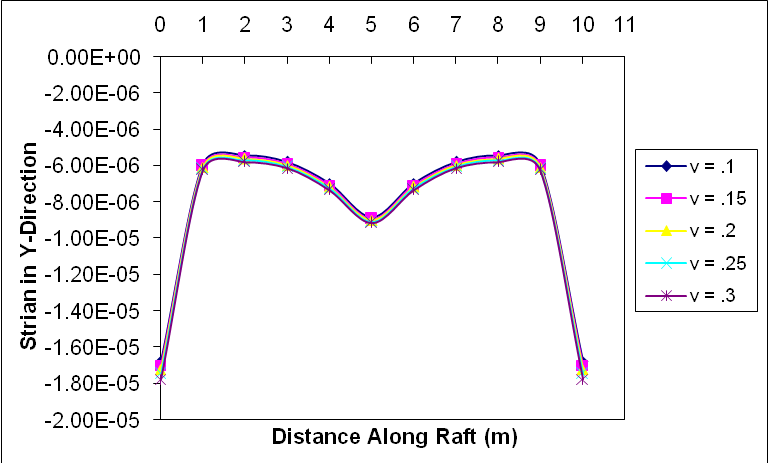 0 1 2 3 4 5 6 7 8 9 10 11
0.00E+00
-2.00E-06
-4.00E-06
-6.00E-06
-8.00E-06
-1.00E-05
-1.20E-05
-1.40E-05
-1.60E-05
-1.80E-05
-2.00E-05
Strian in Y-Direction
Distance Along Raft (m)
v = .1
v = .15
v = .2
v = .25
v = .3